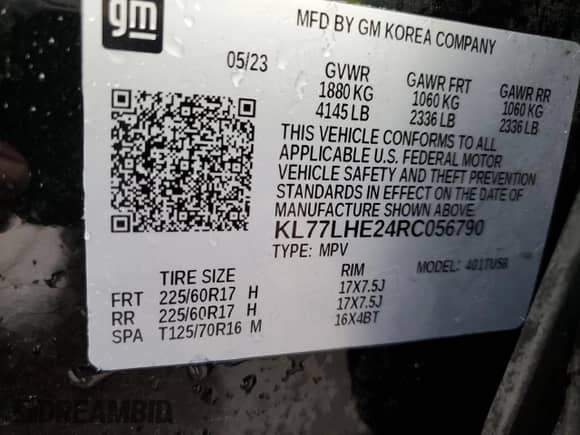 gm
MFD BY GM KOREA COMPANY
05/23 GVWR GAWR FRT GAWR RR
1880 KG 1060 KG 1060 KG
4145 LB 2336 LB 2336 LB
THIS VEHICLE CONFORMS TO ALL
APPLICABLE U.S. FEDERAL MOTOR
VEHICLE SAFETY AND THEFT PREVENTION
STANDARDS IN EFFECT ON THE DATE OF
MANUFACTURE SHOWN ABOVE.
KL77LHE24RC056790
TYPE: MPV MODEL: 401TUS8
TIRE SIZE RIM
FRT 225/60R17 H 17X7.5J
RR 225/60R17 H 17X7.5J
SPA T125/70R16 M 16X4BT
DREAMBID